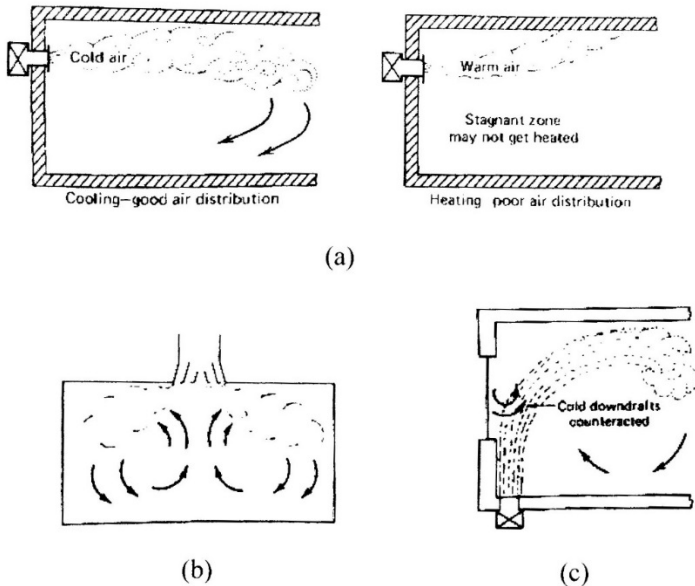 Cold air
Cooling—good air distribution
Warm air
Stagnant zone
may not get heated
Heating poor air distribution
(a)
Cold downdrafts
counteracted
(b)
(c)